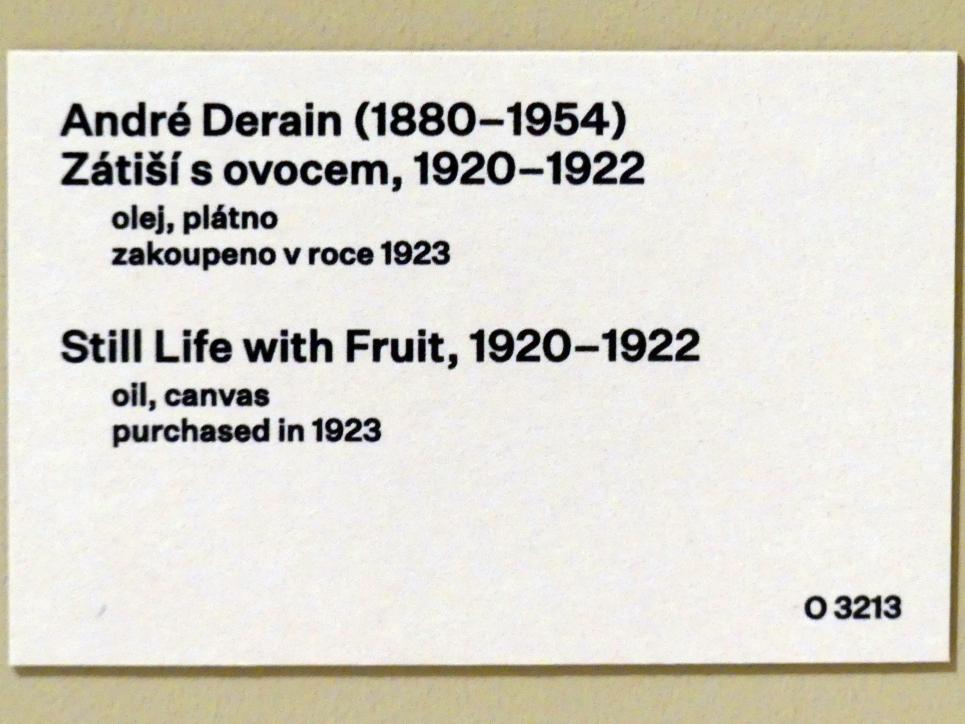 André Derain (1880–1954)
Zátiší s ovocem, 1920–1922
olej, plátno
zakoupeno v roce 1923
Still Life with Fruit, 1920–1922
oil, canvas
purchased in 1923
O 3213